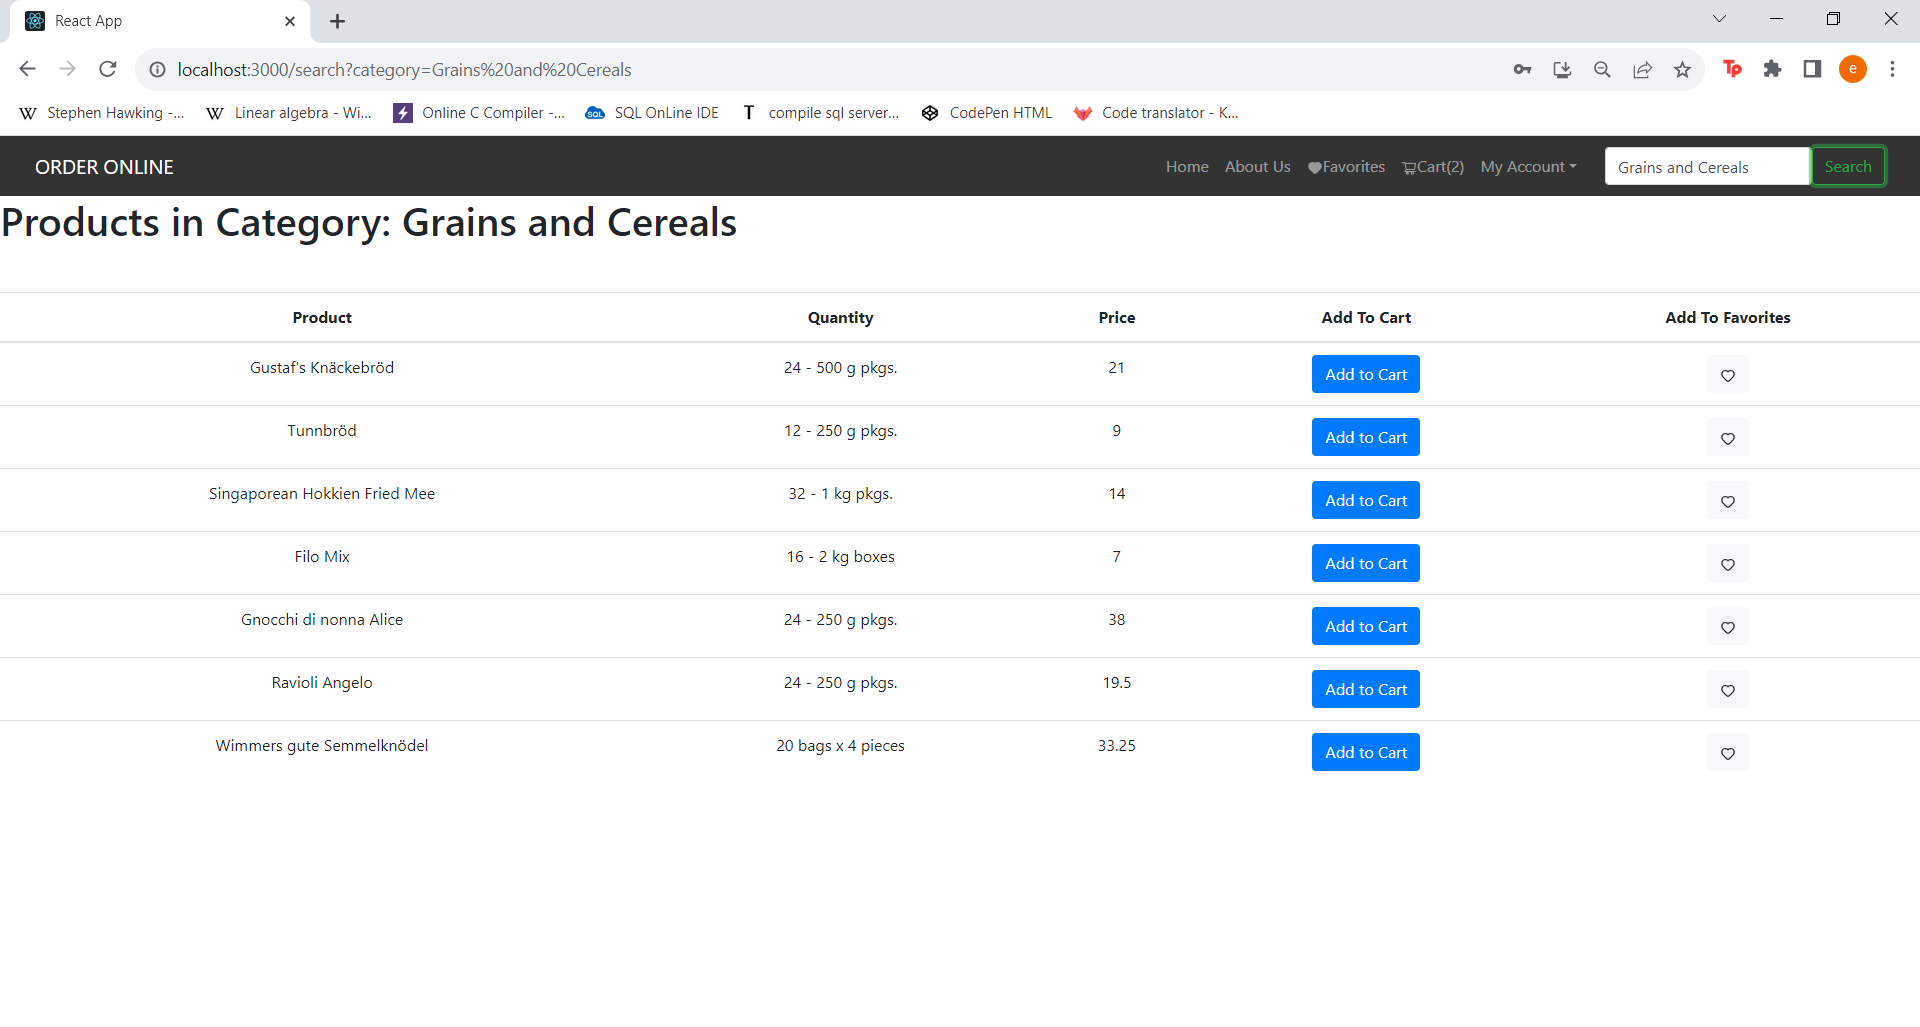 React App
localhost:3000/search?category=Grains%20and%20Cereals
Tp
e
W Stephen Hawking -... W Linear algebra - Wi... Online C Compiler -... SQL SQL OnLine IDE T compile sql server... CodePen HTML Code translator - K...
ORDER ONLINE Home About Us Favorites Cart(2) My Account Grains and Cereals Search
Products in Category: Grains and Cereals
Product Quantity Price Add To Cart Add To Favorites
Gustaf's Knäckebröd 24 - 500 g pkgs. 21 Add to Cart
Tunnbröd 12 - 250 g pkgs. 9 Add to Cart
Singaporean Hokkien Fried Mee 32 - 1 kg pkgs. 14 Add to Cart
Filo Mix 16 - 2 kg boxes 7 Add to Cart
Gnocchi di nonna Alice 24 - 250 g pkgs. 38 Add to Cart
Ravioli Angelo 24 - 250 g pkgs. 19.5 Add to Cart
Wimmers gute Semmelknödel 20 bags x 4 pieces 33.25 Add to Cart